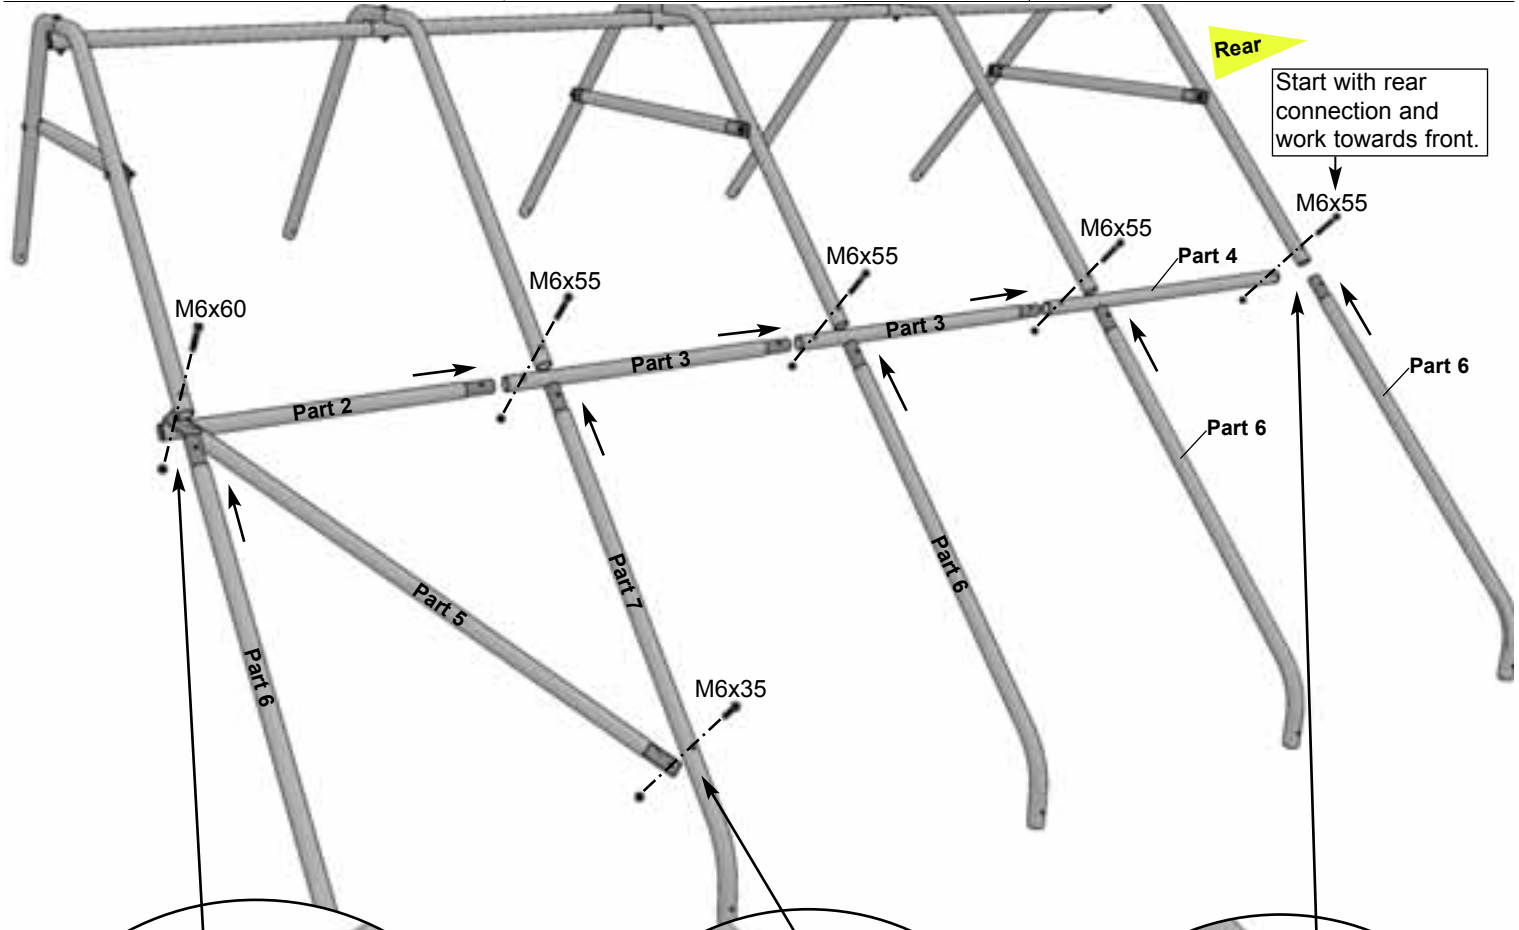 Rear
Start with rear
connection and
work towards front.
M6x55
M6x55
Part 4
M6x55
M6x55
M6x60
Part 3
Part 3
Part 2
Part 6
Part 6
Part 7
Part 6
Part 5
Part 6
M6x35